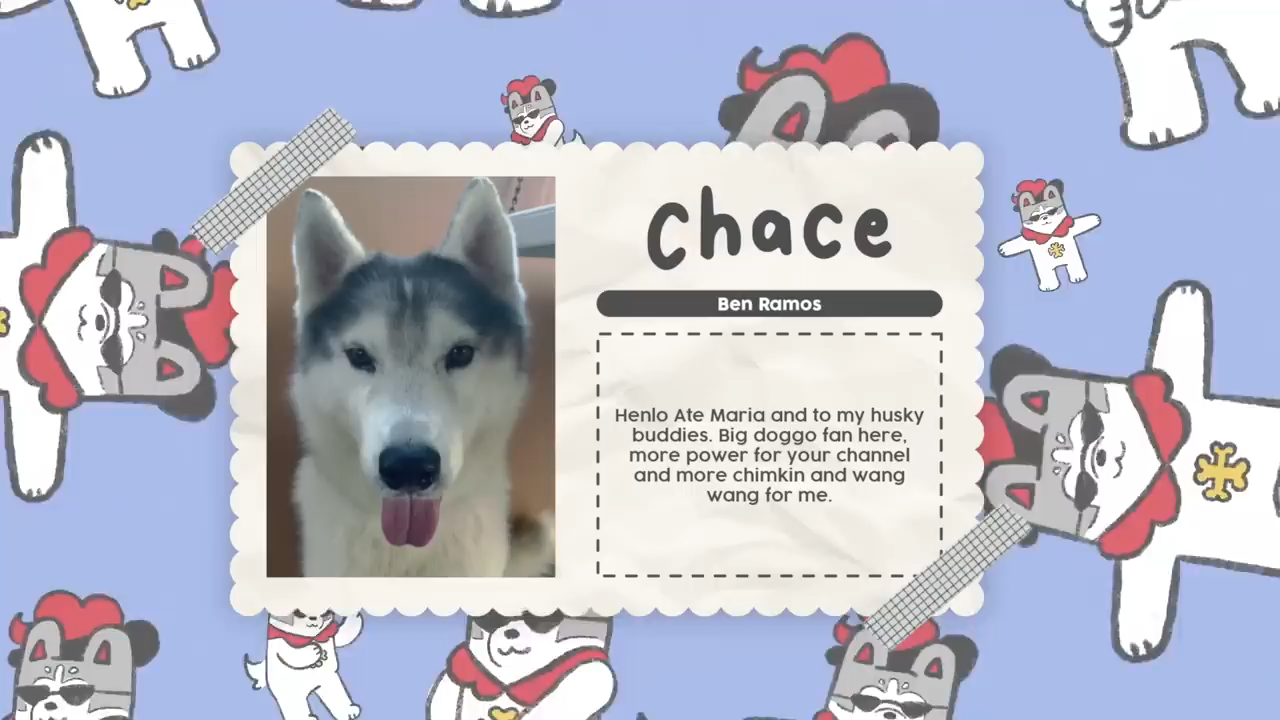 Chace
Ben Ramos
Henlo Ate Maria and to my husky
buddies. Big doggo fan here,
more power for your channel
and more chimkin and wang
wang for me.